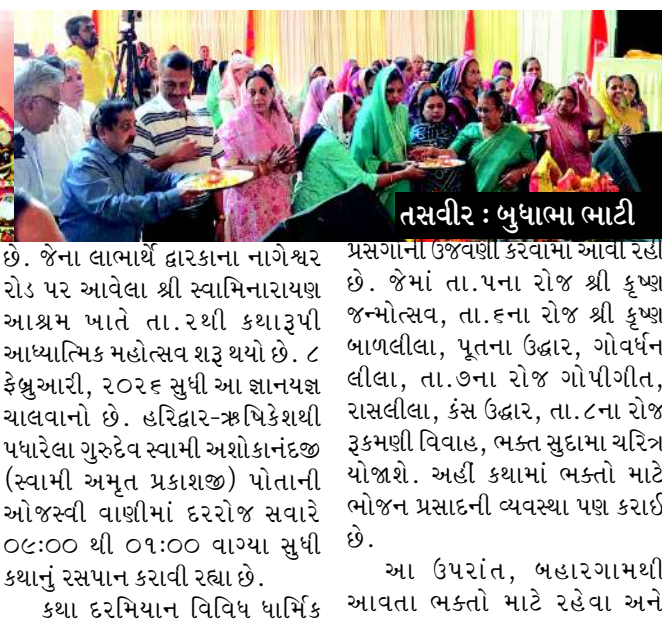 તસવીર : બુધાભા ભાટી
છે. જેના લાભાર્થે દ્વારકાના નાગેશ્વર
રોડ પર આવેલા શ્રી સ્વામિનારાયણ
આશ્રમ ખાતે તા.૨થી કથારૂપી
આધ્યાત્મિક મહોત્સવ શરૂ થયો છે. ૮
ફેબ્રુઆરી, ૨૦૨૬ સુધી આ જ્ઞાનયજ્ઞ
ચાલવાનો છે. હરિદ્વાર-ઋષિકેશથી
પધારેલા ગુરુદેવ સ્વામી અશોકાનંદજી
(સ્વામી અમૃત પ્રકાશજી) પોતાની
ઓજસ્વી વાણીમાં દરરોજ સવારે
૦૯:૦૦ થી ૦૧:૦૦ વાગ્યા સુધી
કથાનું રસપાન કરાવી રહ્યા છે.
કથા દરમિયાન વિવિધ ધાર્મિક
પ્રસંગોની ઉજવણી કરવામાં આવી રહી
છે. જેમાં તા.૫ના રોજ શ્રી કૃષ્ણ
જન્મોત્સવ, તા.૬ના રોજ શ્રી કૃષ્ણ
બાળલીલા, પૂતના ઉદ્ધાર, ગોવર્ધન
લીલા, તા.૭ના રોજ ગોપીગીત,
રાસલીલા, કંસ ઉદ્ધાર, તા.૮ના રોજ
રૂકમણી વિવાહ, ભક્ત સુદામા ચરિત્ર
યોજાશે. અહીં કથામાં ભક્તો માટે
ભોજન પ્રસાદની વ્યવસ્થા પણ કરાઈ
છે.
આ ઉપરાંત, બહારગામથી
આવતા ભક્તો માટે રહેવા અને